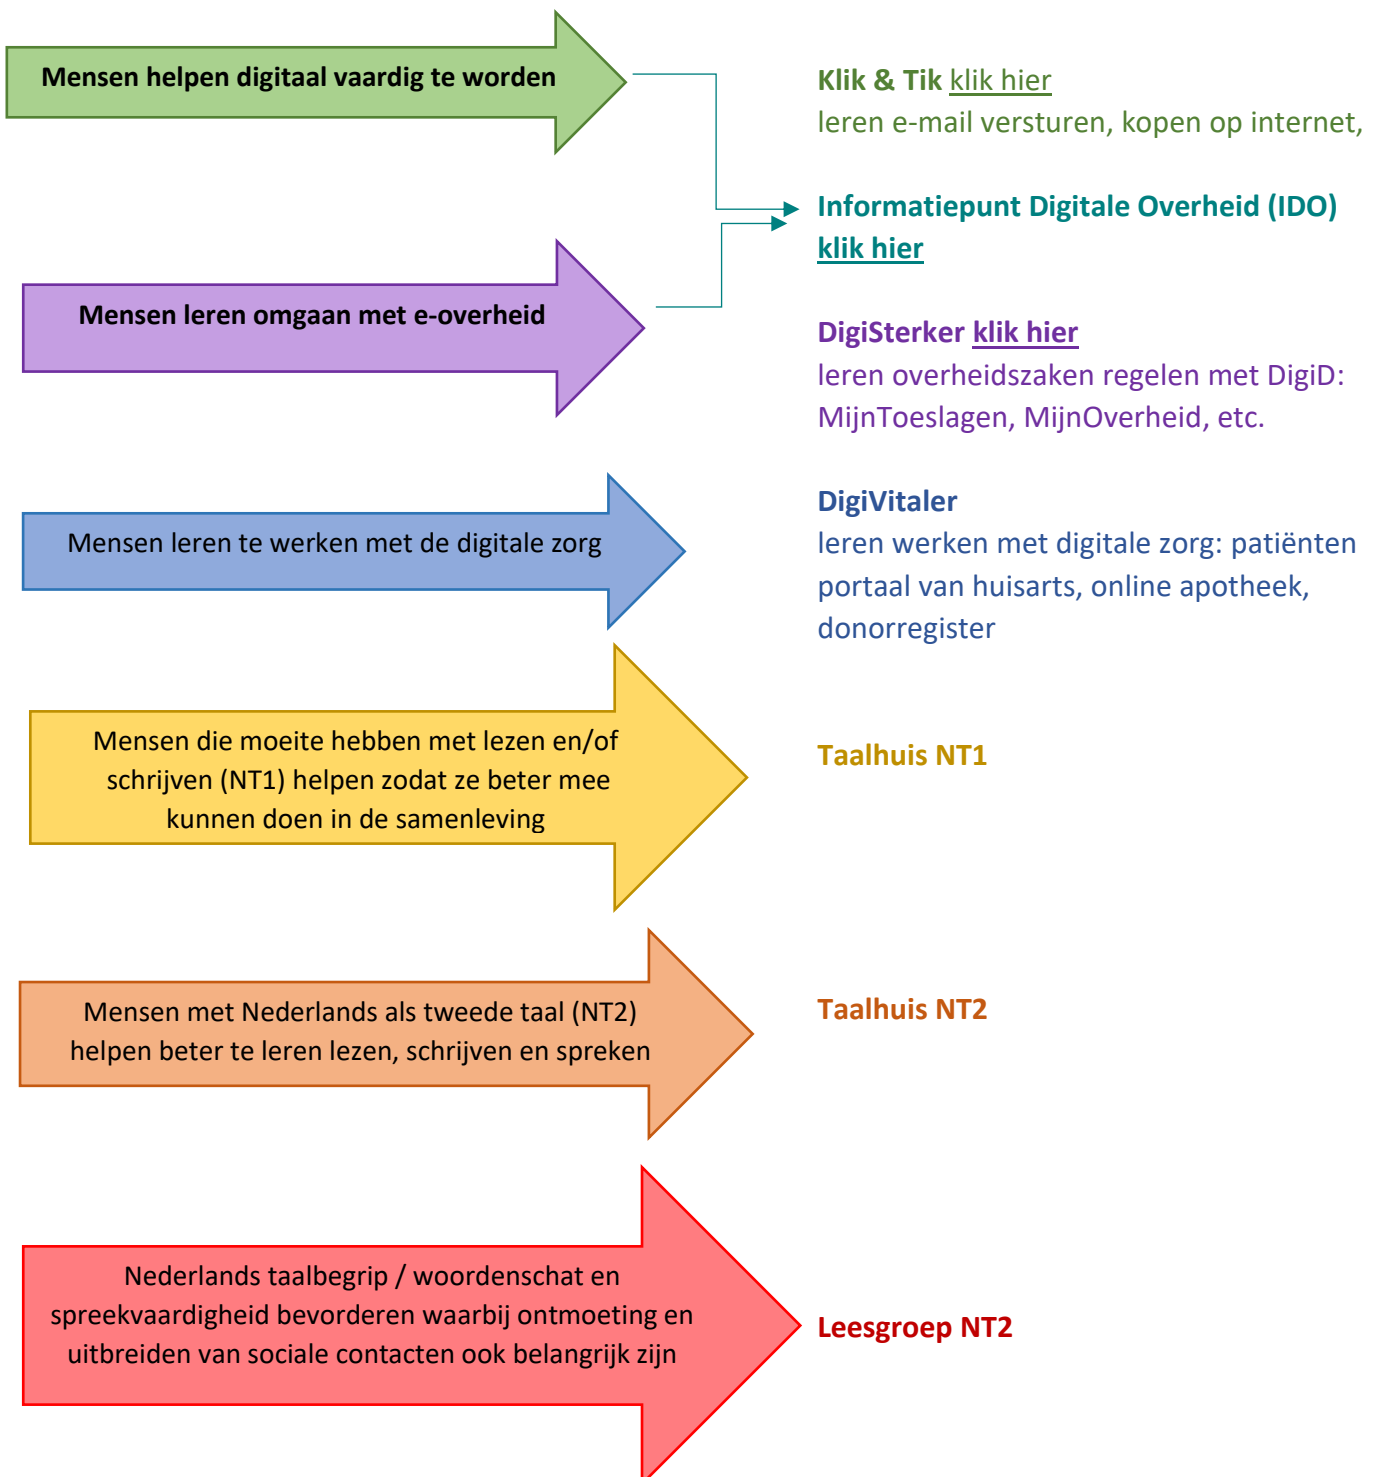 Mensen helpen digitaal vaardig te worden
Klik & Tik klik hier
leren e-mail versturen, kopen op internet,
Informatiepunt Digitale Overheid (IDO)
klik hier
Mensen leren omgaan met e-overheid
DigiSterker klik hier
leren overheidszaken regelen met DigiD:
MijnToeslagen, MijnOverheid, etc.
Mensen leren te werken met de digitale zorg
DigiVitaler
leren werken met digitale zorg: patiënten
portaal van huisarts, online apotheek,
donorregister
Mensen die moeite hebben met lezen en/of
schrijven (NT1) helpen zodat ze beter mee
kunnen doen in de samenleving
Taalhuis NT1
Mensen met Nederlands als tweede taal (NT2)
helpen beter te leren lezen, schrijven en spreken
Taalhuis NT2
Nederlands taalbegrip / woordenschat en
spreekvaardigheid bevorderen waarbij ontmoeting en
uitbreiden van sociale contacten ook belangrijk zijn
Leesgroep NT2